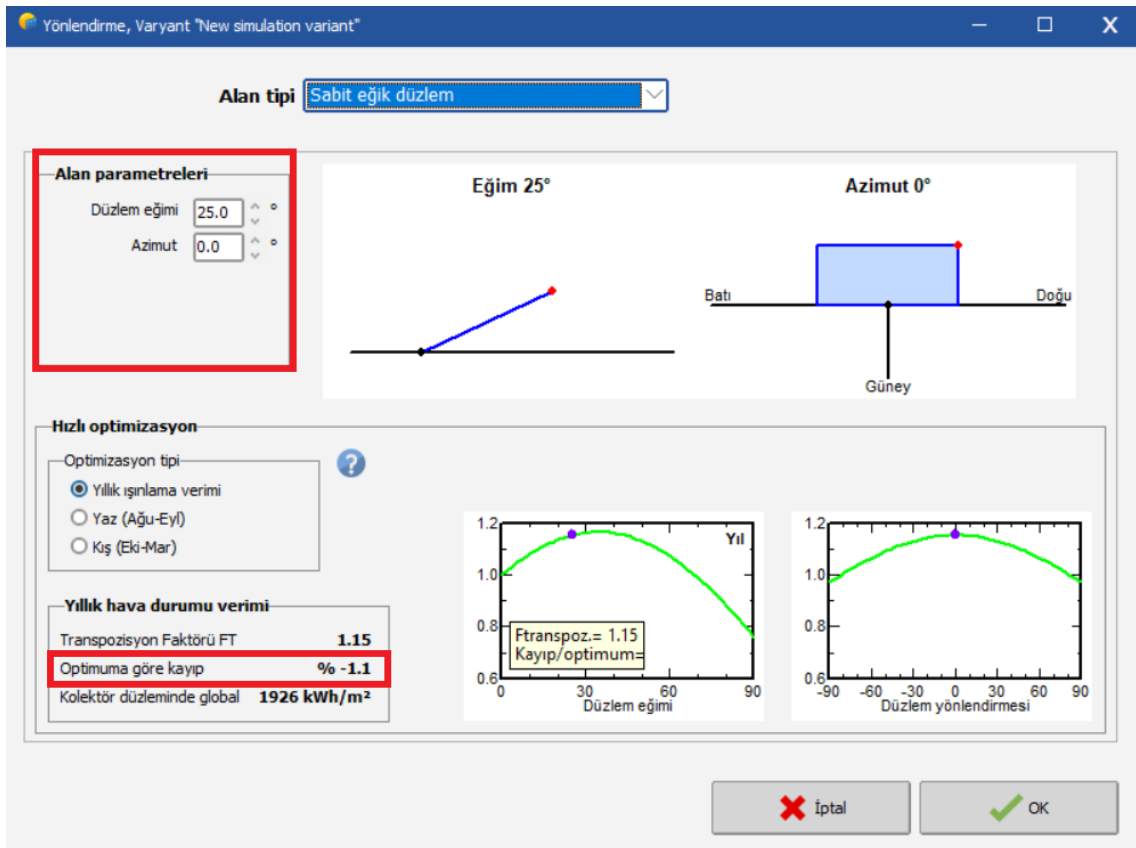 Yönlendirme, Varyant "New simulation variant"
Alan tipi Sabit eğik düzlem
Alan parametreleri
Düzlem eğimi 25.0 °
Azimut 0.0 °
Eğim 25°
Azimut 0°
Batı
Doğu
Güney
Hızlı optimizasyon
Optimizasyon tipi
Yıllık ışınlama verimi
Yaz (Ağu-Eyl)
Kış (Eki-Mar)
?
Yıllık hava durumu verimi
Transpozisyon Faktörü FT 1.15
Optimuma göre kayıp % -1.1
Kolektör düzleminde global 1926 kWh/m²
1.2
1.0
0.8
0.6
Yıl
Ftranspoz.= 1.15
Kayıp/optimum=
0 30 60 90
Düzlem eğimi
1.2
1.0
0.8
0.6
-90 -60 -30 0 30 60 90
Düzlem yönlendirmesi
İptal
OK